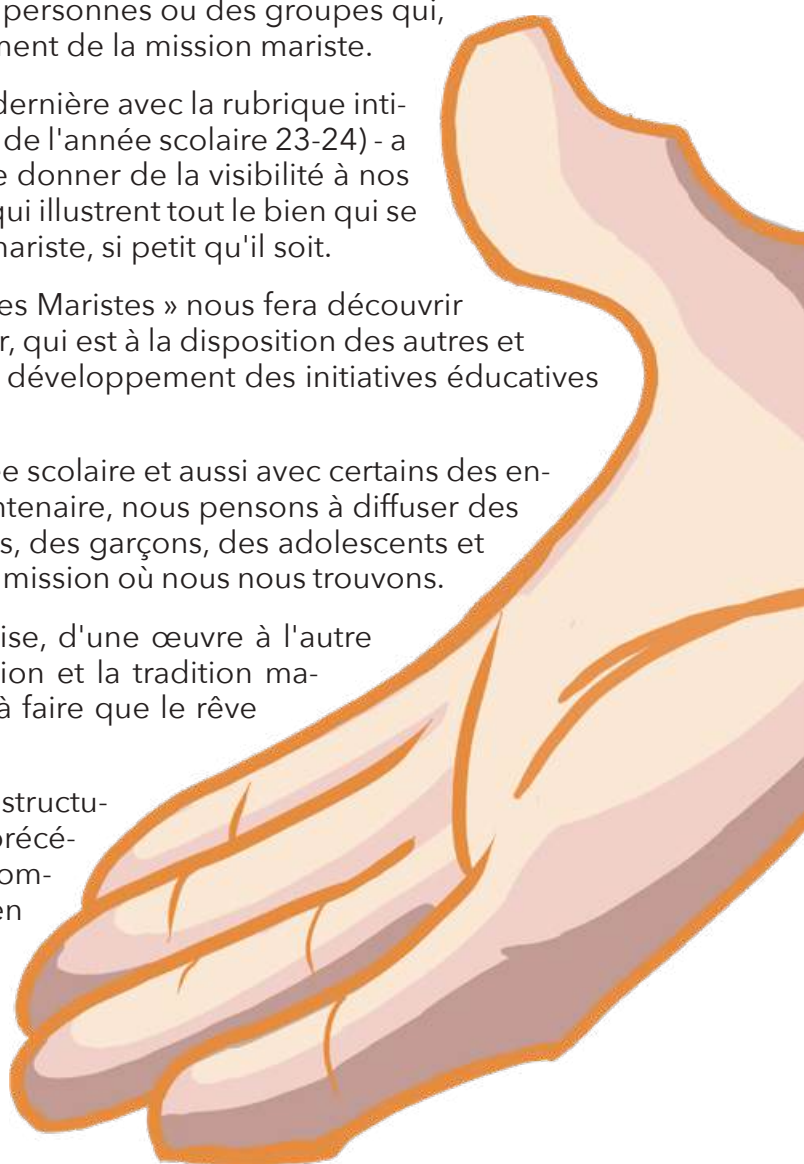 personnes ou des groupes qui,
ment de la mission mariste.
dernière avec la rubrique inti-
de l'année scolaire 23-24) - a
e donner de la visibilité à nos
qui illustrent tout le bien qui se
mariste, si petit qu'il soit.
es Maristes » nous fera découvrir
r, qui est à la disposition des autres et
développement des initiatives éducatives
e scolaire et aussi avec certains des en-
ntenaire, nous pensons à diffuser des
s, des garçons, des adolescents et
mission où nous nous trouvons.
ise, d'une œuvre à l'autre
ion et la tradition ma-
à faire que le rêve
structu-
précé-
om-
en